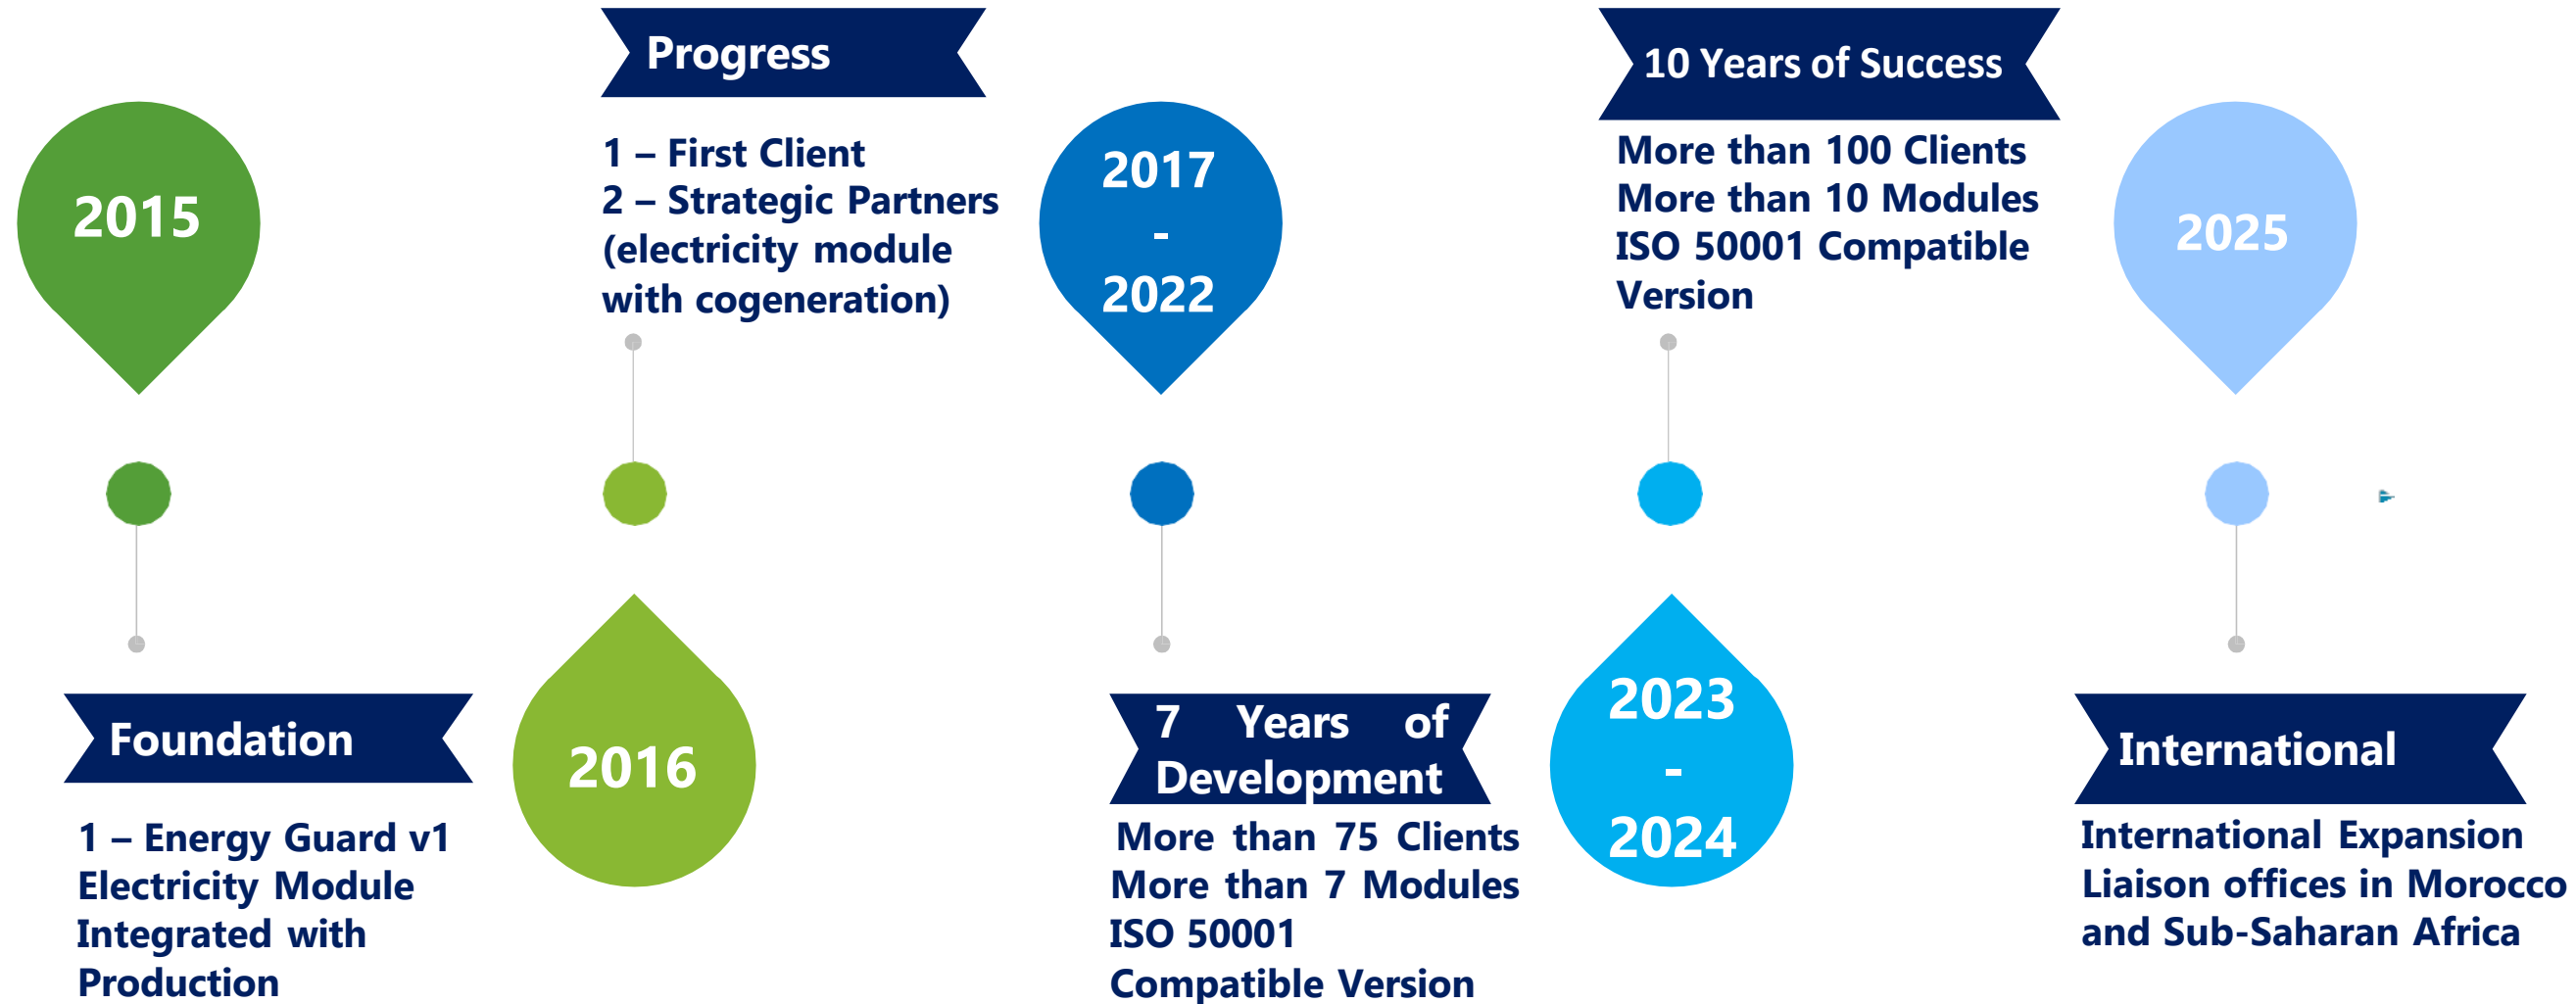 2015
Foundation
1 – Energy Guard v1
Electricity Module
Integrated with
Production
Progress
1 – First Client
2 – Strategic Partners
(electricity module
with cogeneration)
2016
2017
-
2022
7 Years of
Development
More than 75 Clients
More than 7 Modules
ISO 50001
Compatible Version
10 Years of Success
More than 100 Clients
More than 10 Modules
ISO 50001 Compatible
Version
2023
-
2024
2025
International
International Expansion
Liaison offices in Morocco
and Sub-Saharan Africa